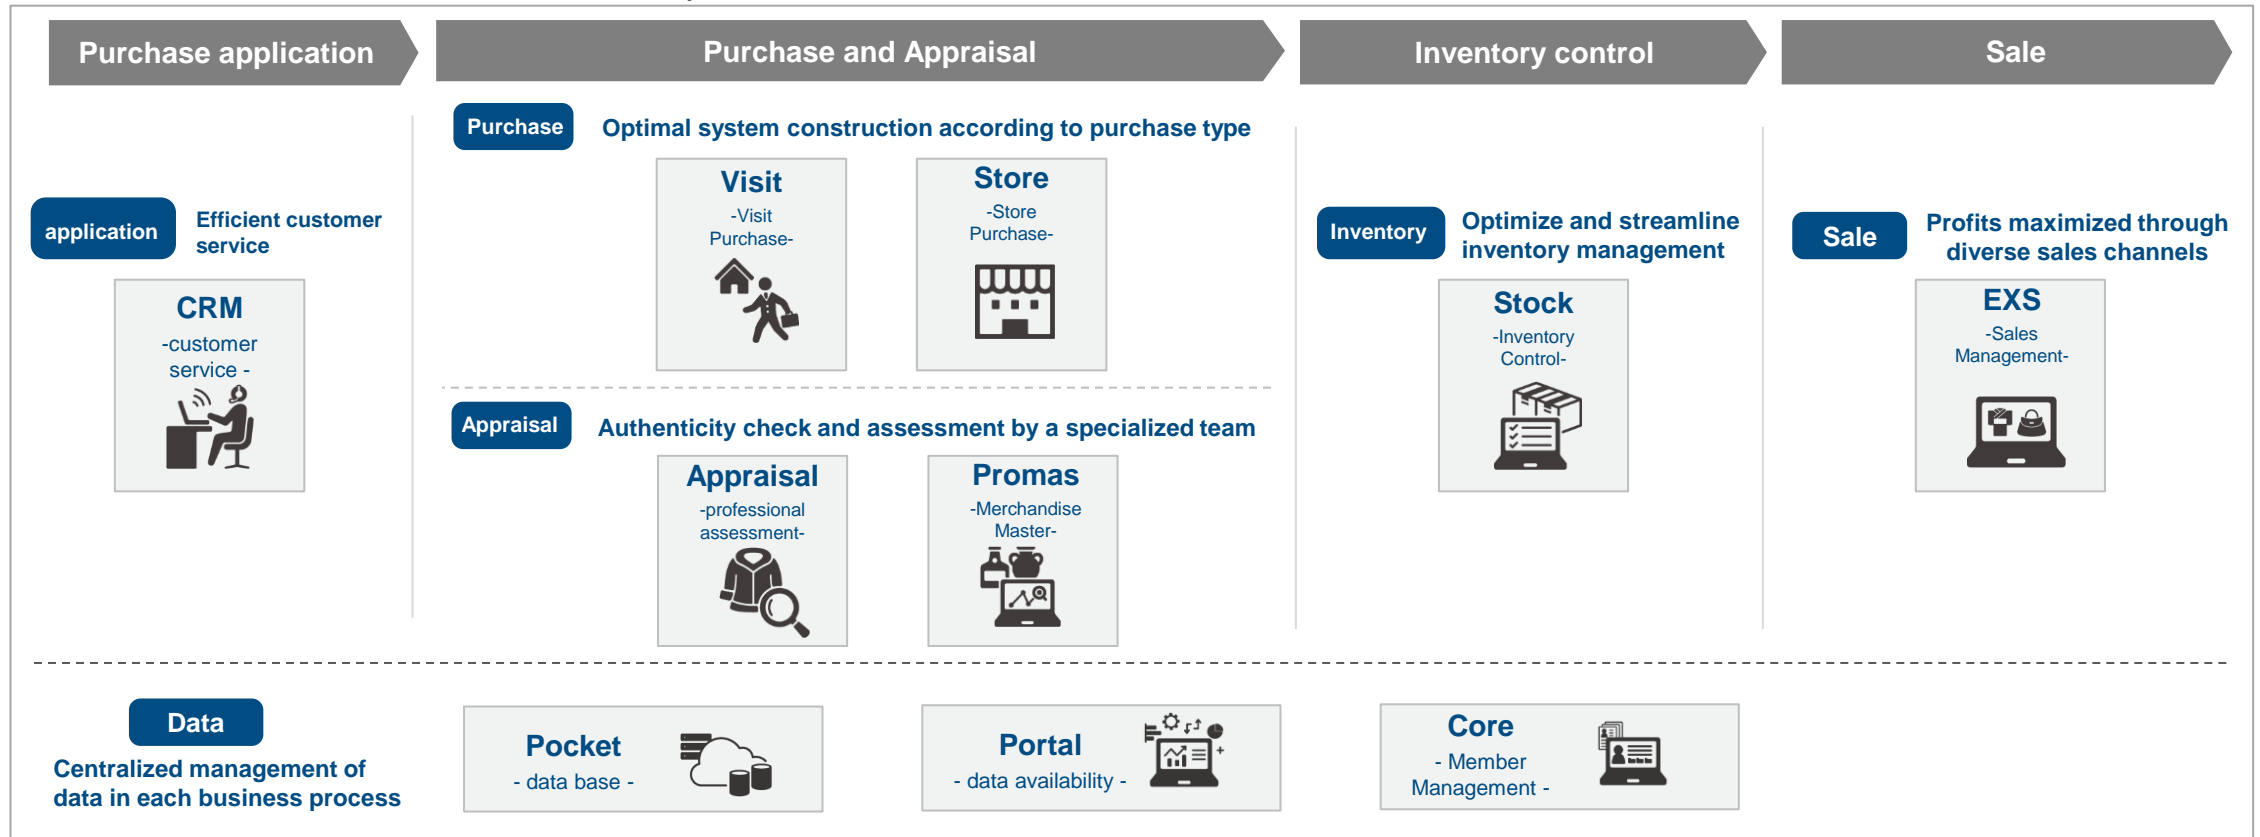 Purchase application
Purchase and Appraisal
Inventory control
Sale
application
Efficient customer
service
CRM
-customer
service -
Purchase
Optimal system construction according to purchase type
Visit
-Visit
Purchase-
Store
-Store
Purchase-
Appraisal
Authenticity check and assessment by a specialized team
Appraisal
-professional
assessment-
Promas
-Merchandise
Master-
Inventory
Optimize and streamline
inventory management
Stock
-Inventory
Control-
Sale
Profits maximized through
diverse sales channels
EXS
-Sales
Management-
Data
Centralized management of
data in each business process
Pocket
- data base -
Portal
- data availability -
Core
- Member
Management -